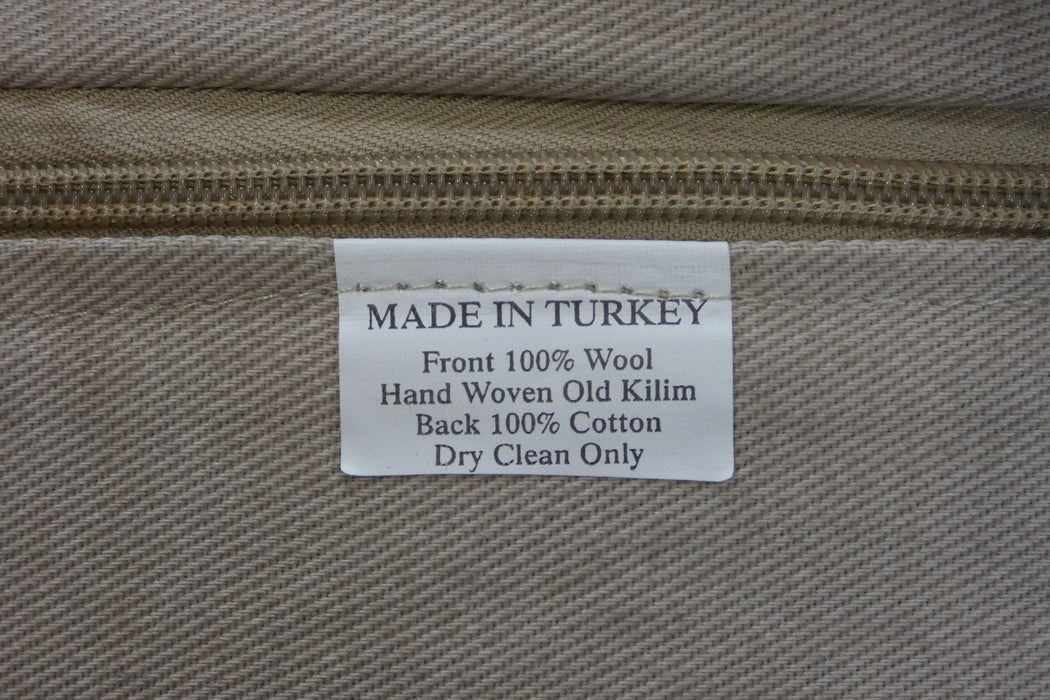 MADE IN TURKEY
Front 100% Wool
Hand Woven Old Kilim
Back 100% Cotton
Dry Clean Only